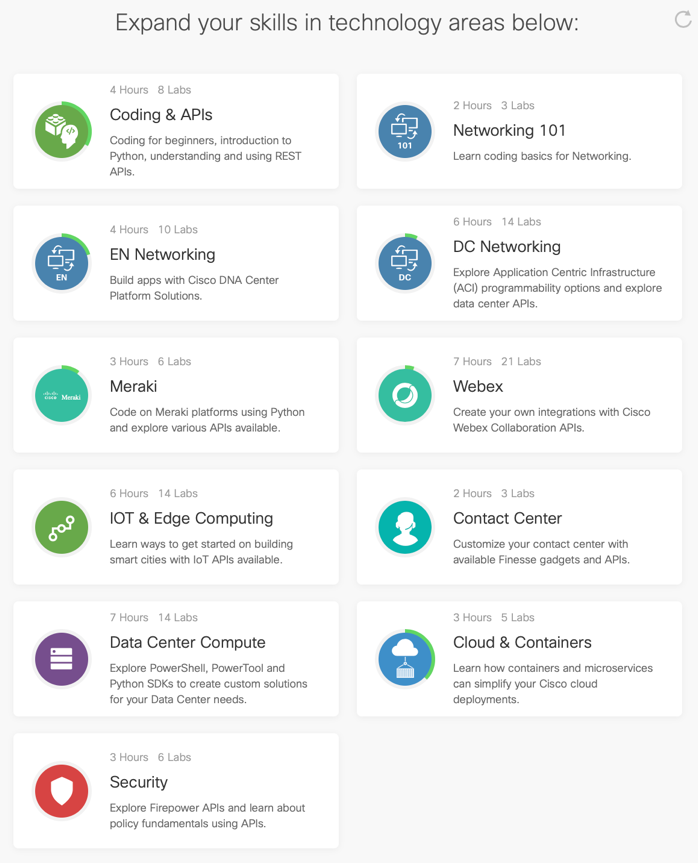 Expand your skills in technology areas below:
4 Hours 8 Labs
Coding & APIs
Coding for beginners, introduction to
Python, understanding and using REST
APIs.
2 Hours 3 Labs
101
Networking 101
Learn coding basics for Networking.
4 Hours 10 Labs
EN
EN Networking
Build apps with Cisco DNA Center
Platform Solutions.
6 Hours 14 Labs
DC
DC Networking
Explore Application Centric Infrastructure
(ACI) programmability options and explore
data center APIs.
3 Hours 6 Labs
cisco Meraki
Meraki
Code on Meraki platforms using Python
and explore various APIs available.
7 Hours 21 Labs
Webex
Create your own integrations with Cisco
Webex Collaboration APIs.
6 Hours 14 Labs
IOT & Edge Computing
Learn ways to get started on building
smart cities with IoT APIs available.
2 Hours 3 Labs
Contact Center
Customize your contact center with
available Finesse gadgets and APIs.
7 Hours 14 Labs
Data Center Compute
Explore PowerShell, PowerTool and
Python SDKs to create custom solutions
for your Data Center needs.
3 Hours 5 Labs
Cloud & Containers
Learn how containers and microservices
can simplify your Cisco cloud
deployments.
3 Hours 6 Labs
Security
Explore Firepower APIs and learn about
policy fundamentals using APIs.